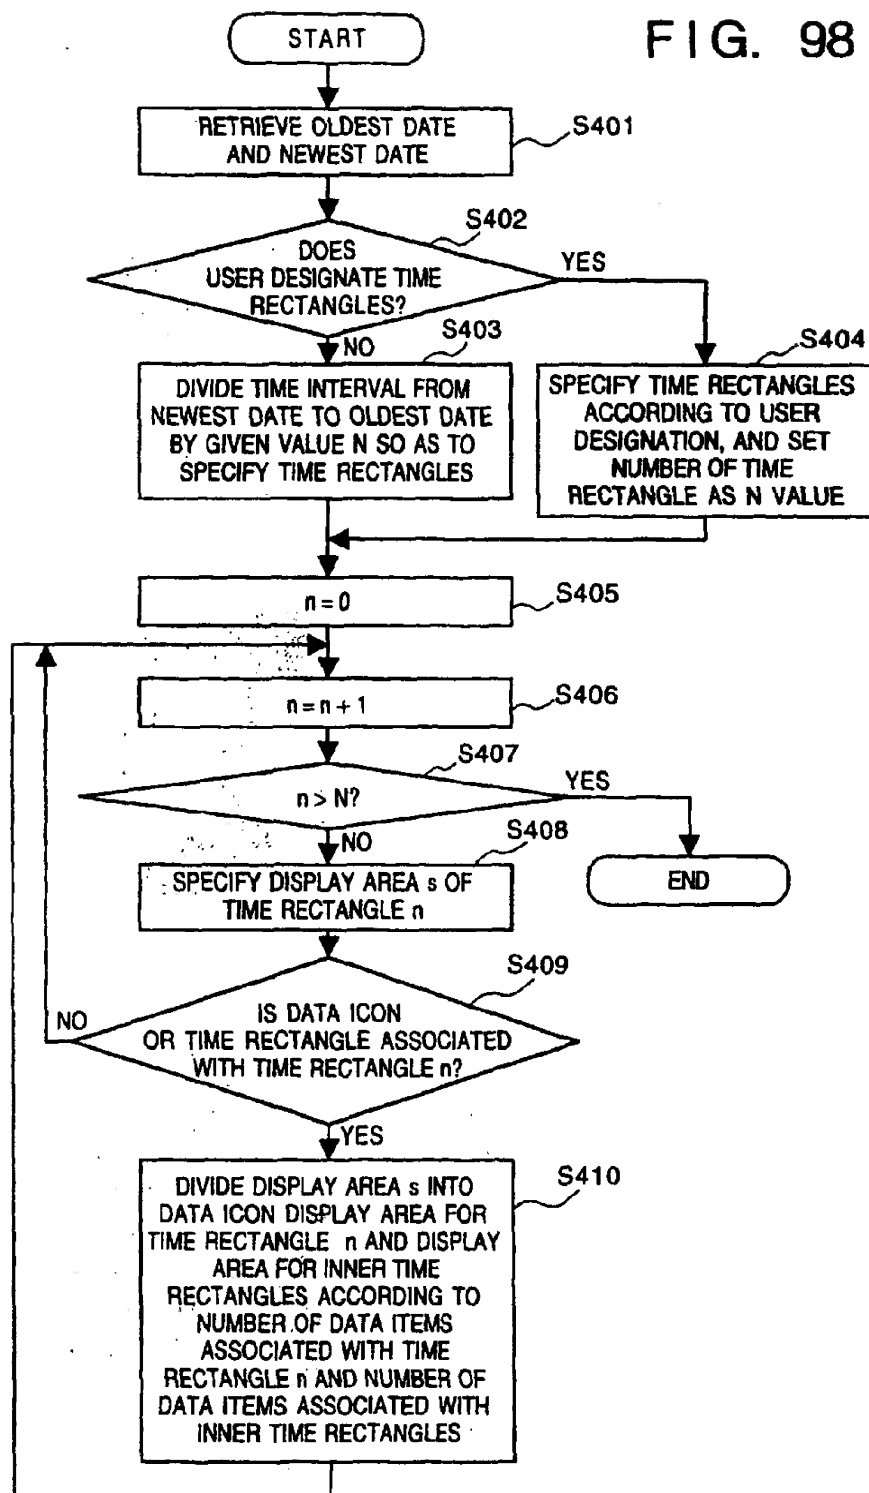 FIG. 98
START
RETRIEVE OLDEST DATE
AND NEWEST DATE
S401
S402
DOES
USER DESIGNATE TIME
RECTANGLES?
YES
NO
S403
DIVIDE TIME INTERVAL FROM
NEWEST DATE TO OLDEST DATE
BY GIVEN VALUE N SO AS TO
SPECIFY TIME RECTANGLES
S404
SPECIFY TIME RECTANGLES
ACCORDING TO USER
DESIGNATION, AND SET
NUMBER OF TIME
RECTANGLE AS N VALUE
n = 0
S405
n = n + 1
S406
S407
n > N?
YES
NO
END
S408
SPECIFY DISPLAY AREA s OF
TIME RECTANGLE n
S409
IS DATA ICON
OR TIME RECTANGLE ASSOCIATED
WITH TIME RECTANGLE n?
NO
YES
S410
DIVIDE DISPLAY AREA s INTO
DATA ICON DISPLAY AREA FOR
TIME RECTANGLE n AND DISPLAY
AREA FOR INNER TIME
RECTANGLES ACCORDING TO
NUMBER OF DATA ITEMS
ASSOCIATED WITH TIME
RECTANGLE n AND NUMBER OF
DATA ITEMS ASSOCIATED WITH
INNER TIME RECTANGLES